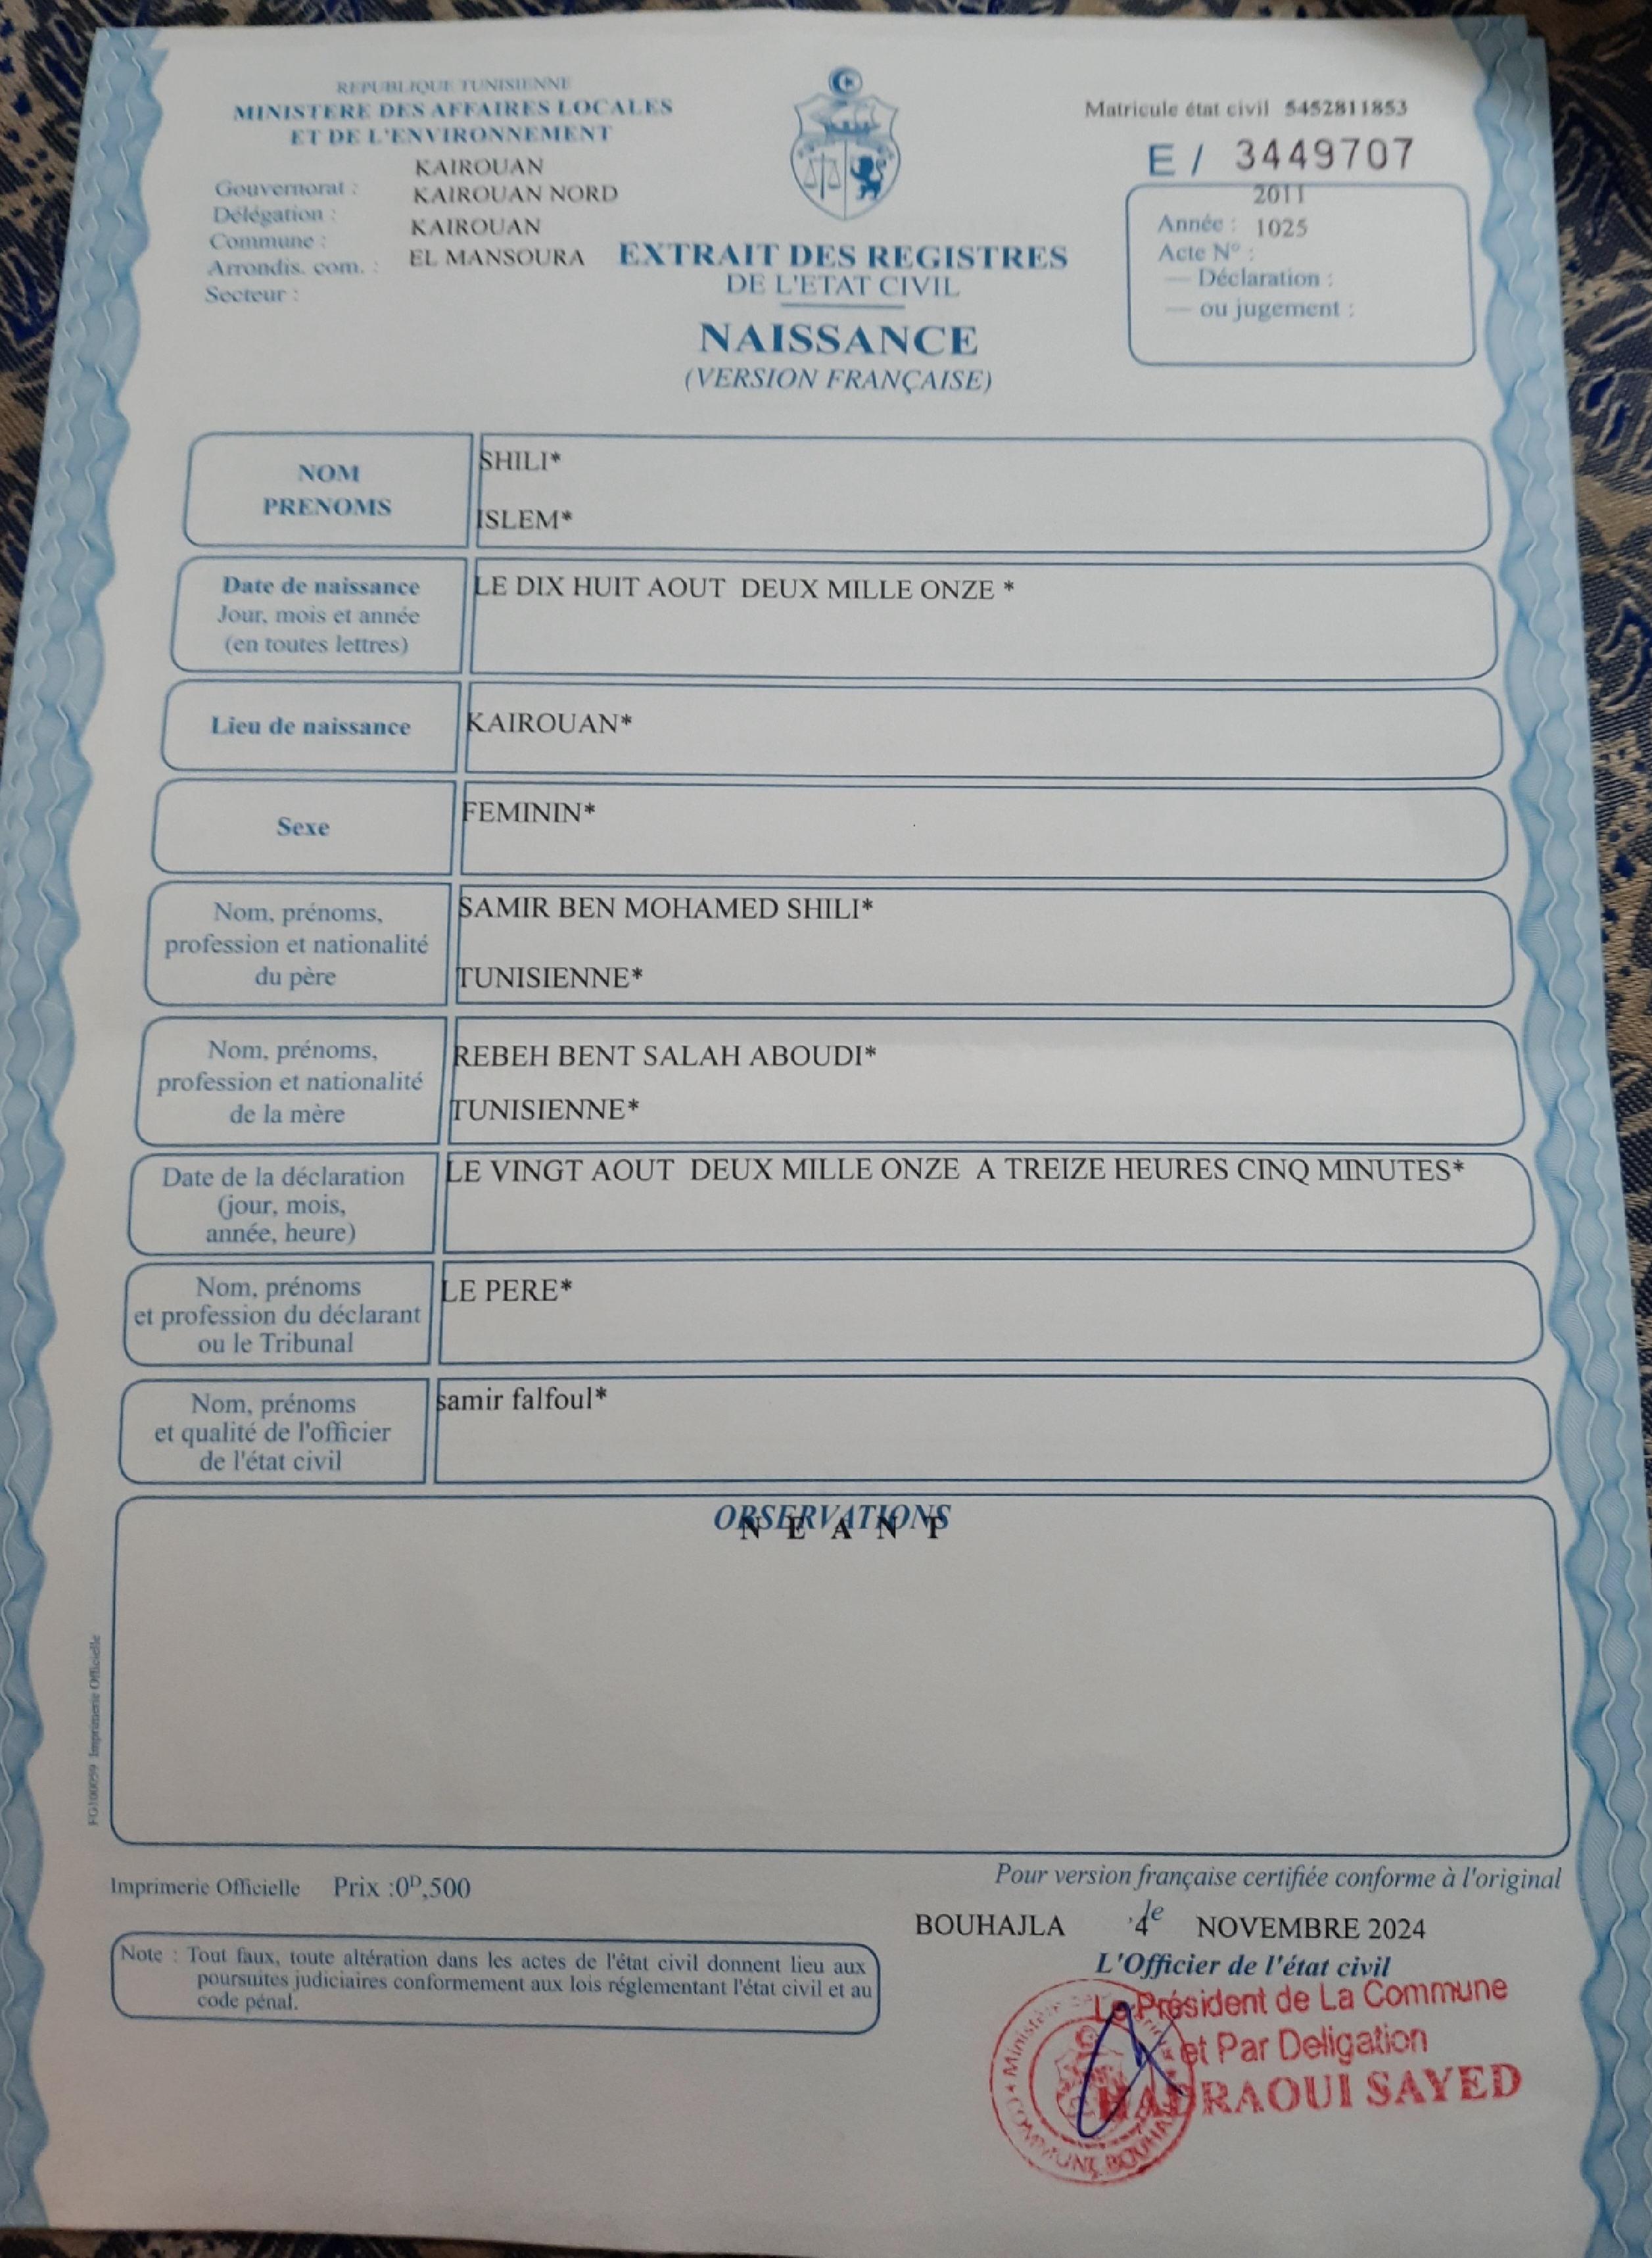 REPUBLIQUE TUNISIENNE
MINISTERE DES AFFAIRES LOCALES
ET DE L'ENVIRONNEMENT
KAIROUAN
Gouvernorat :
KAIROUAN NORD
Délégation :
KAIROUAN
Commune :
EL MANSOURA
Arrondis. com. :
Secteur :
Matricule état civil 5452811853
E / 3449707
2011
Année :
1025
Acte N° :
— Déclaration :
— ou jugement :
EXTRAIT DES REGISTRES
DE L'ETAT CIVIL
NAISSANCE
(VERSION FRANÇAISE)
NOM
PRENOMS
SHILI*
ISLEM*
Date de naissance
Jour, mois et année
(en toutes lettres)
LE DIX HUIT AOUT DEUX MILLE ONZE *
Lieu de naissance
KAIROUAN*
Sexe
FEMININ*
Nom, prénoms,
profession et nationalité
du père
SAMIR BEN MOHAMED SHILI*
TUNISIENNE*
Nom, prénoms,
profession et nationalité
de la mère
REBEH BENT SALAH ABOUDI*
TUNISIENNE*
Date de la déclaration
(jour, mois,
année, heure)
LE VINGT AOUT DEUX MILLE ONZE A TREIZE HEURES CINQ MINUTES*
Nom, prénoms
et profession du déclarant
ou le Tribunal
LE PERE*
Nom, prénoms
et qualité de l'officier
de l'état civil
samir falfoul*
OBSERVATIONS
N E A N T
FG100059 Imprimerie Officielle
Imprimerie Officielle Prix :0ᴰ,500
Note : Tout faux, toute altération dans les actes de l'état civil donnent lieu aux
poursuites judiciaires conformement aux lois réglementant l'état civil et au
code pénal.
Pour version française certifiée conforme à l'original
BOUHAJLA le 4 NOVEMBRE 2024
L'Officier de l'état civil
Le Président de La Commune
et Par Deligation
SAYED
COMMUNE BOUHAJLA